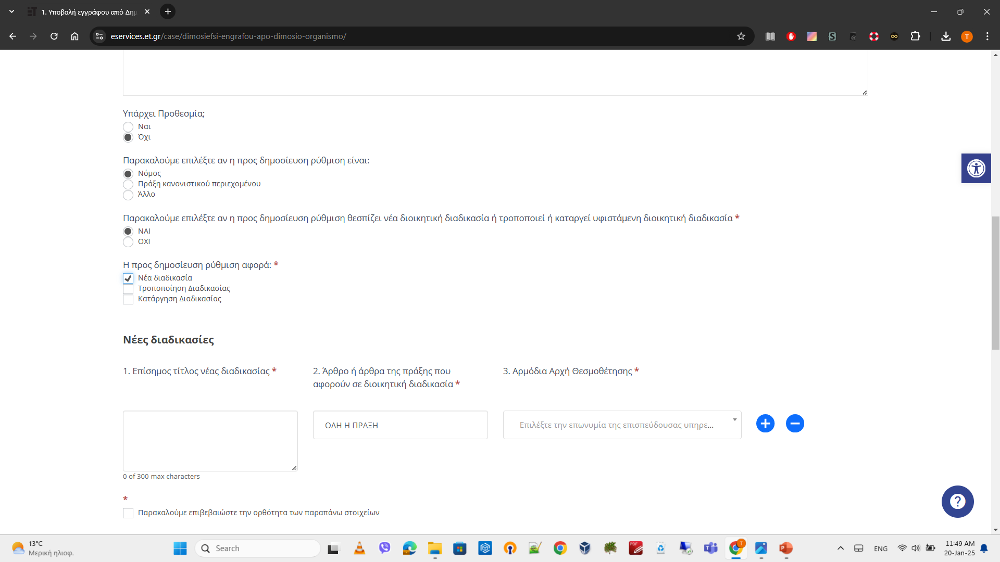 1. Υποβολή εγγράφου από Δημ
eservices.et.gr/case/dimosiefsi-engrafou-apo-dimosio-organismo/
T
Υπάρχει Προθεσμία;
Ναι
Όχι
Παρακαλούμε επιλέξτε αν η προς δημοσίευση ρύθμιση είναι:
Νόμος
Πράξη κανονιστικού περιεχομένου
Άλλο
Παρακαλούμε επιλέξτε αν η προς δημοσίευση ρύθμιση θεσπίζει νέα διοικητική διαδικασία ή τροποποιεί ή καταργεί υφιστάμενη διοικητική διαδικασία *
ΝΑΙ
ΟΧΙ
Η προς δημοσίευση ρύθμιση αφορά: *
Νέα διαδικασία
Τροποποίηση Διαδικασίας
Κατάργηση Διαδικασίας
Νέες διαδικασίες
1. Επίσημος τίτλος νέας διαδικασίας *
2. Άρθρο ή άρθρα της πράξης που
αφορούν σε διοικητική διαδικασία *
3. Αρμόδια Αρχή Θεσμοθέτησης *
ΟΛΗ Η ΠΡΑΞΗ
Επιλέξτε την επωνυμία της επισπεύδουσας υπηρε...
0 of 300 max characters
*
Παρακαλούμε επιβεβαιώστε την ορθότητα των παραπάνω στοιχείων
13°C
Μερική ηλιοφ.
Search
ENG
11:49 AM
20-Jan-25